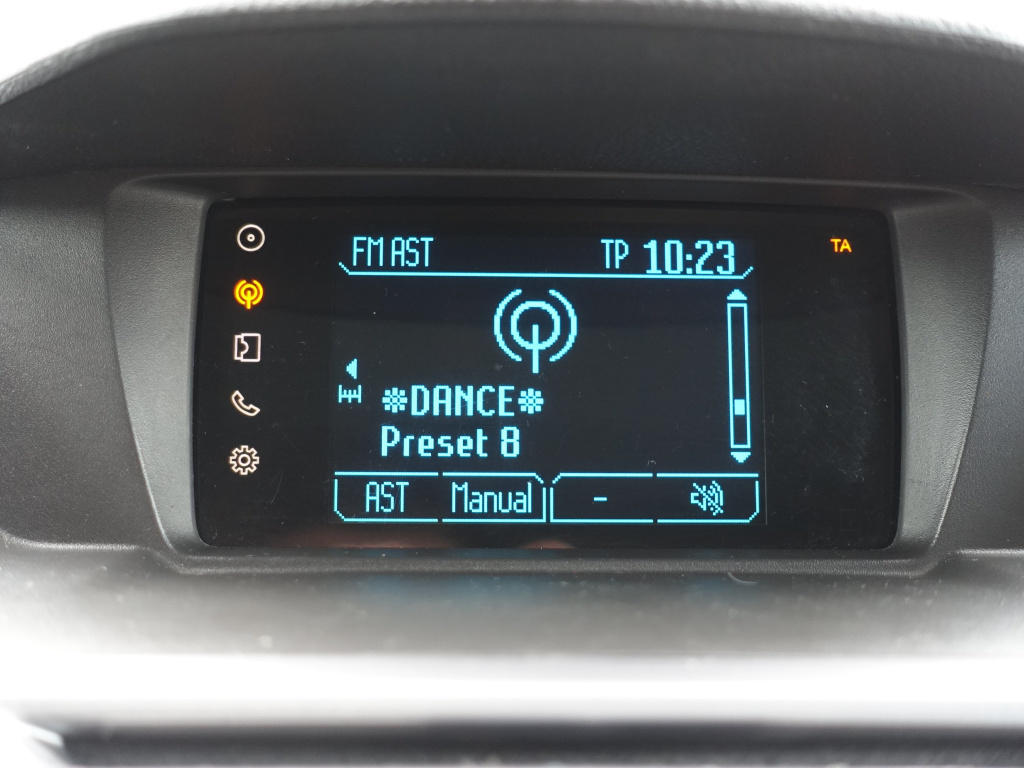 FM AST TP 10:23 TA
❊DANCE❊
Preset 8
AST Manual -